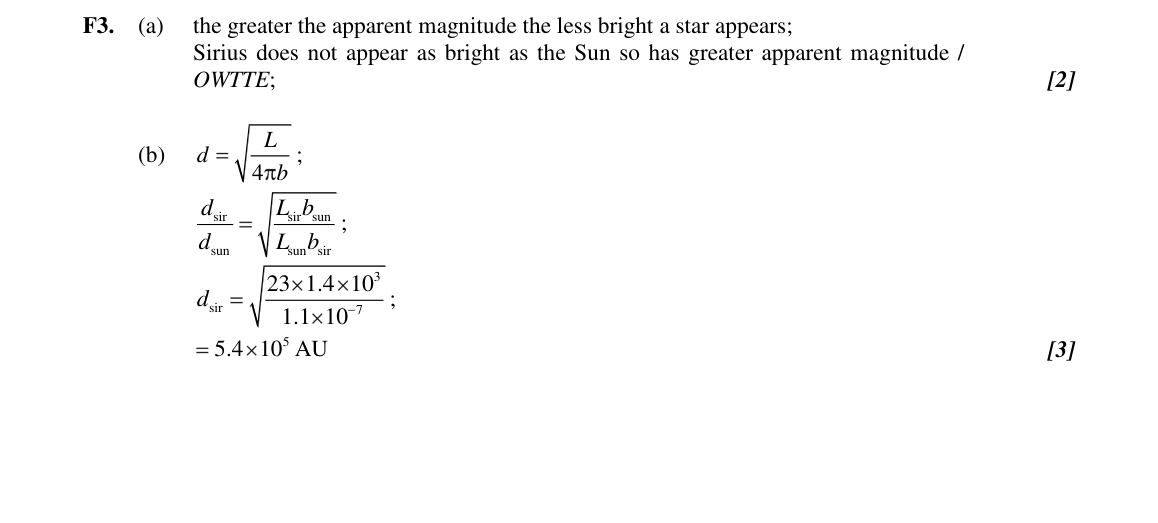 F3. (a) the greater the apparent magnitude the less bright a star appears;
Sirius does not appear as bright as the Sun so has greater apparent magnitude /
OWTTE; [2]
(b) d = √(L / 4πb) ;
d_sir / d_sun = √(L_sir b_sun / L_sun b_sir) ;
d_sir = √(23×1.4×10³ / 1.1×10⁻⁷) ;
= 5.4×10⁵ AU [3]